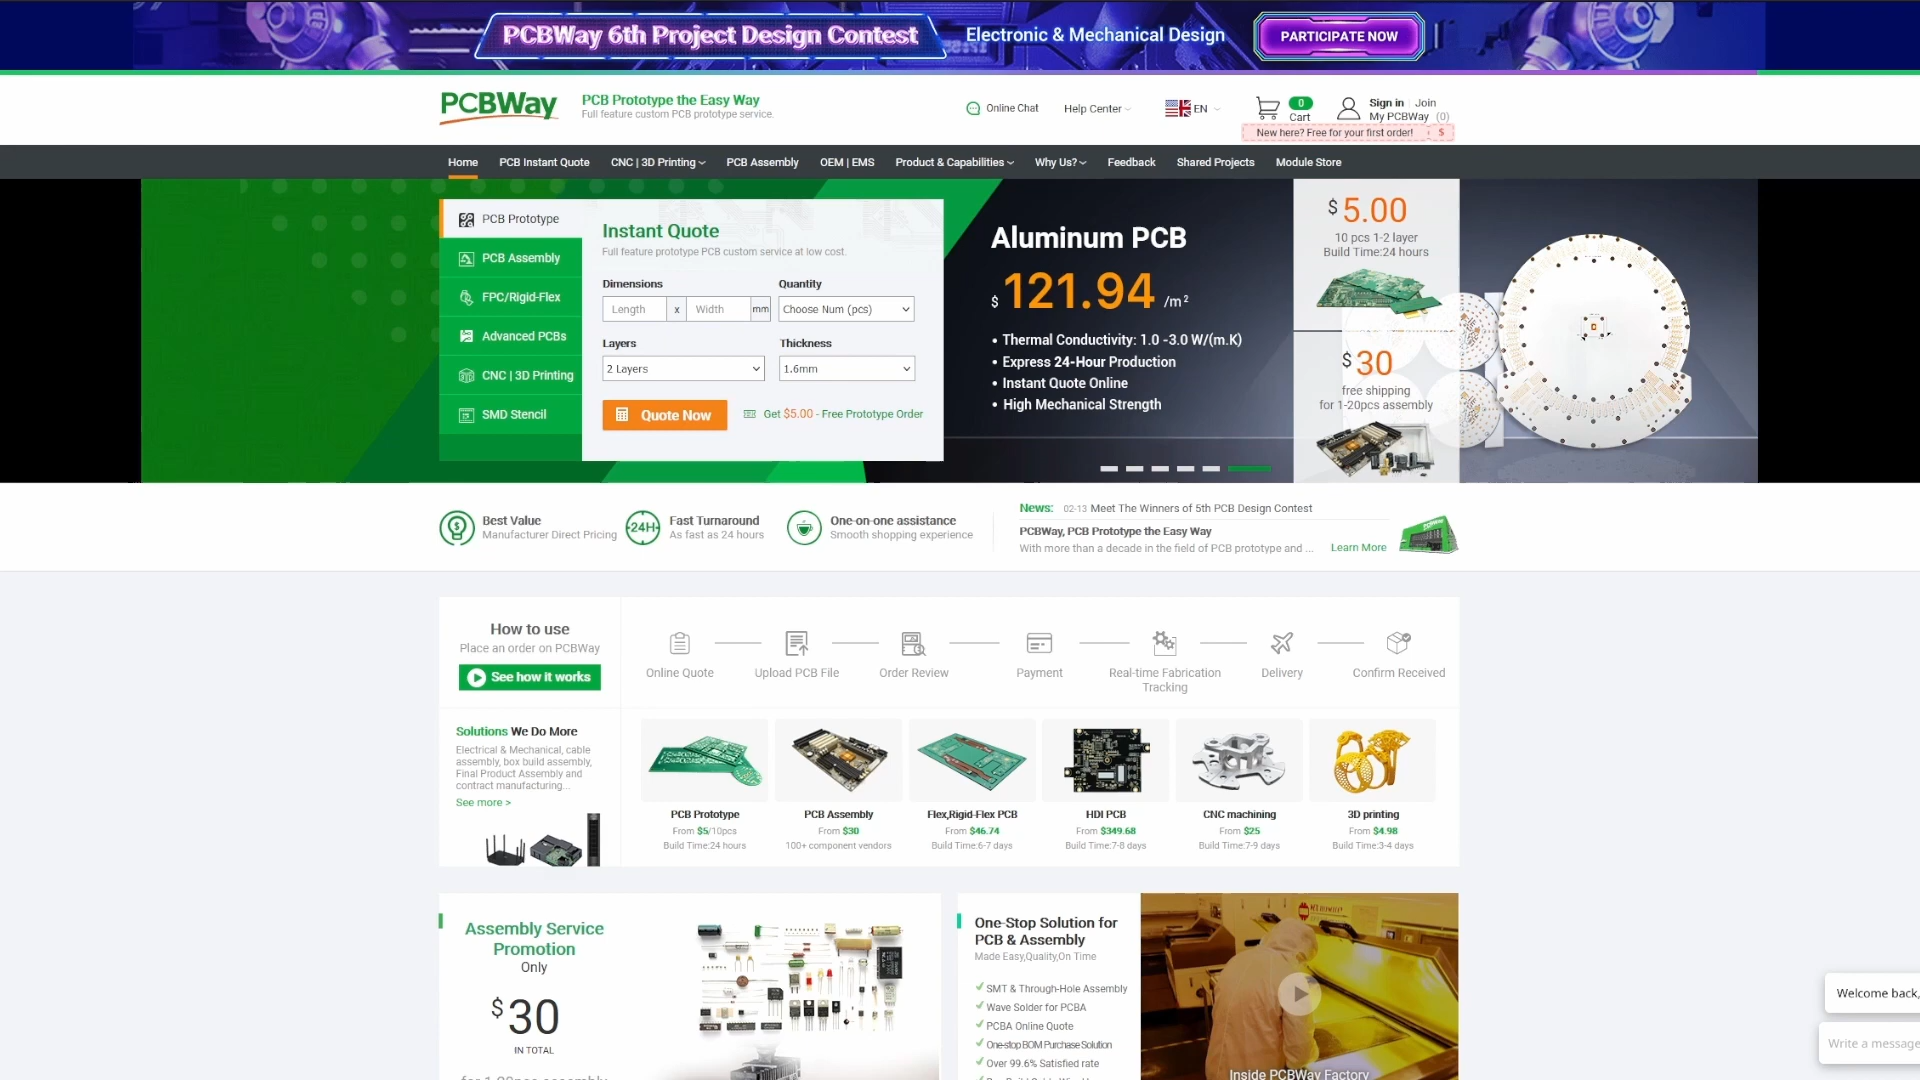 PCBWay 6th Project Design Contest
Electronic & Mechanical Design
PARTICIPATE NOW
PCBWay
PCB Prototype the Easy Way
Full feature custom PCB prototype service.
Online Chat
Help Center
EN
0
Cart
Sign in | Join
My PCBWay (0)
New here? Free for your first order!
$
Home
PCB Instant Quote
CNC | 3D Printing
PCB Assembly
OEM | EMS
Product & Capabilities
Why Us?
Feedback
Shared Projects
Module Store
PCB Prototype
PCB Assembly
FPC/Rigid-Flex
Advanced PCBs
CNC | 3D Printing
SMD Stencil
Instant Quote
Full feature prototype PCB custom service at low cost.
Dimensions
Quantity
Length x Width mm
Choose Num (pcs)
Layers
Thickness
2 Layers
1.6mm
Quote Now
Get $5.00 - Free Prototype Order
Aluminum PCB
$ 121.94 /m²
• Thermal Conductivity: 1.0 -3.0 W/(m.K)
• Express 24-Hour Production
• Instant Quote Online
• High Mechanical Strength
$ 5.00
10 pcs 1-2 layer
Build Time:24 hours
$ 30
free shipping
for 1-20pcs assembly
Best Value
Manufacturer Direct Pricing
24H
Fast Turnaround
As fast as 24 hours
One-on-one assistance
Smooth shopping experience
News: 02-13 Meet The Winners of 5th PCB Design Contest
PCBWay, PCB Prototype the Easy Way
With more than a decade in the field of PCB prototype and ...
Learn More
How to use
Place an order on PCBWay
See how it works
Online Quote
Upload PCB File
Order Review
Payment
Real-time Fabrication
Tracking
Delivery
Confirm Received
Solutions We Do More
Electrical & Mechanical, cable
assembly, box build assembly,
Final Product Assembly and
contract manufacturing...
See more >
PCB Prototype
From $5/10pcs
Build Time:24 hours
PCB Assembly
From $30
100+ component vendors
Flex,Rigid-Flex PCB
From $46.74
Build Time:6-7 days
HDI PCB
From $349.68
Build Time:7-8 days
CNC machining
From $25
Build Time:7-9 days
3D printing
From $4.98
Build Time:3-4 days
Assembly Service
Promotion
Only
$ 30
IN TOTAL
One-Stop Solution for
PCB & Assembly
Made Easy,Quality,On Time
SMT & Through-Hole Assembly
Wave Solder for PCBA
PCBA Online Quote
One-stop BOM Purchase Solution
Over 99.6% Satisfied rate
Inside PCBWay Factory
Welcome back,
Write a message